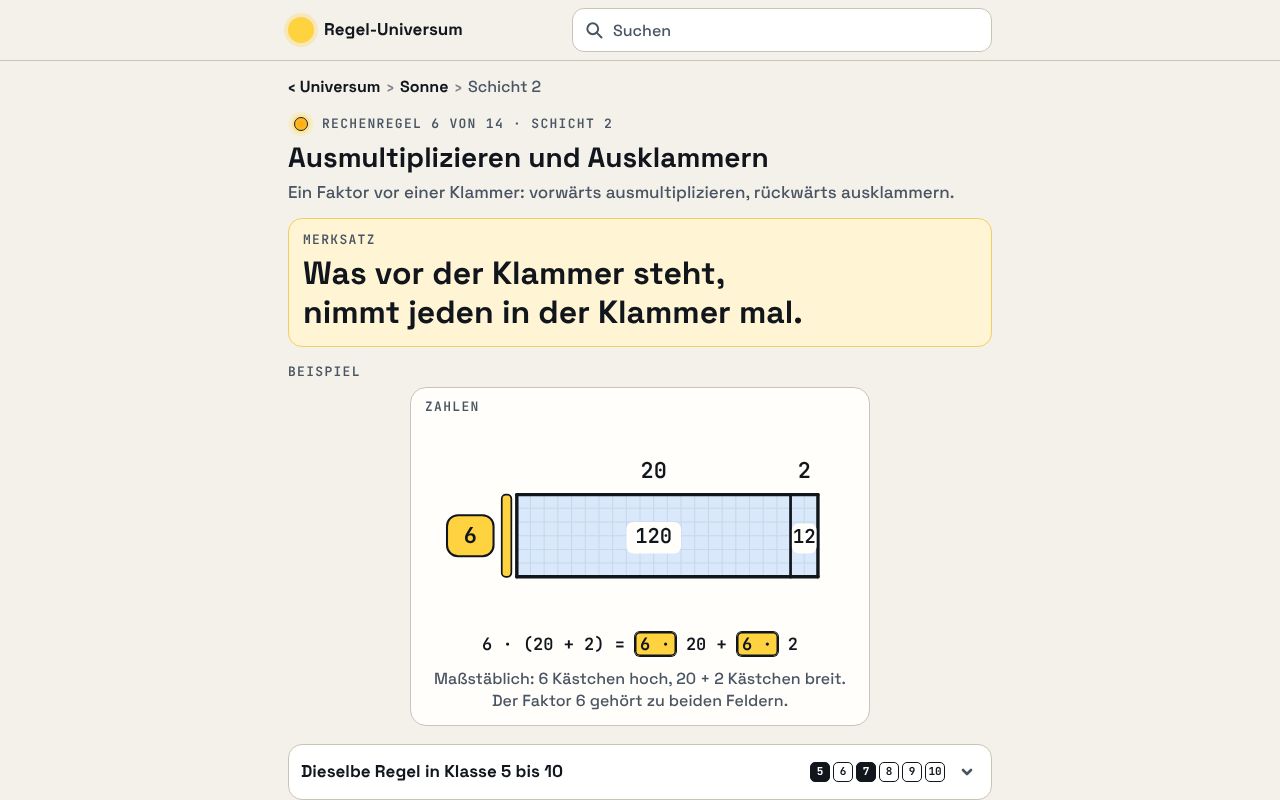 Regel-Universum
Suchen
< Universum > Sonne > Schicht 2
RECHENREGEL 6 VON 14 · SCHICHT 2
Ausmultiplizieren und Ausklammern
Ein Faktor vor einer Klammer: vorwärts ausmultiplizieren, rückwärts ausklammern.
MERKSATZ
Was vor der Klammer steht,
nimmt jeden in der Klammer mal.
BEISPIEL
ZAHLEN
20 2
6 120 12
6 · (20 + 2) = 6 · 20 + 6 · 2
Maßstäblich: 6 Kästchen hoch, 20 + 2 Kästchen breit.
Der Faktor 6 gehört zu beiden Feldern.
Dieselbe Regel in Klasse 5 bis 10 5 6 7 8 9 10